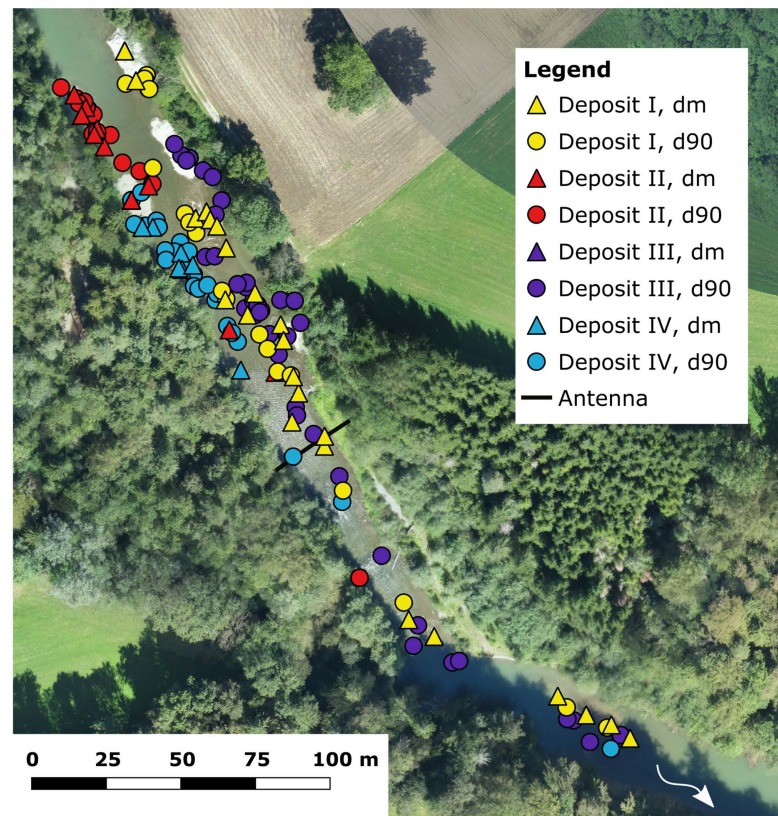 Legend
Deposit I, dm
Deposit I, d90
Deposit II, dm
Deposit II, d90
Deposit III, dm
Deposit III, d90
Deposit IV, dm
Deposit IV, d90
Antenna
0 25 50 75 100 m